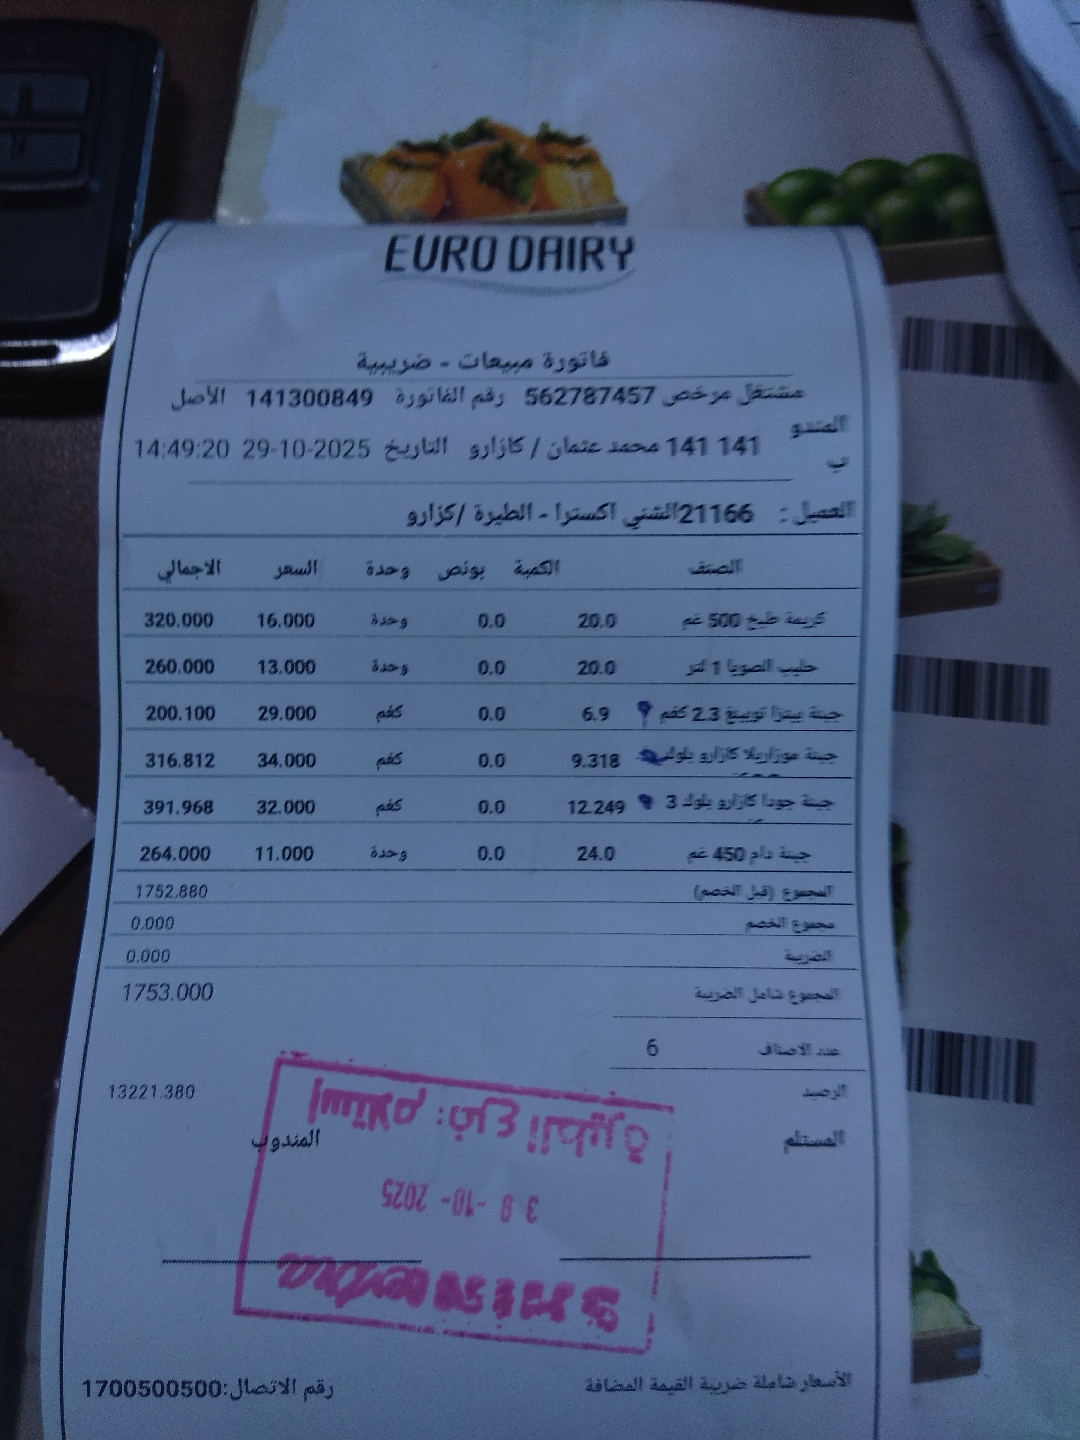 EURO DAIRY
فاتورة مبيعات - ضريبية
مشتغل مرخص 562787457 رقم الفاتورة 141300849 الأصل
المندوب 141 141 محمد عثمان / كازارو التاريخ 29-10-2025 14:49:20
العميل : 21166الشني اكسترا - الطيرة /كزارو
الصنف الكمية بونص وحدة السعر الاجمالي
كريمة طبخ 500 غم 20.0 0.0 وحدة 16.000 320.000
حليب الصويا 1 لتر 20.0 0.0 وحدة 13.000 260.000
جبنة بيتزا توبينغ 2.3 كغم 6.9 0.0 كغم 29.000 200.100
جبنة موزاريلا كازارو بلوك 9.318 0.0 كغم 34.000 316.812
جبنة جودا كازارو بلوك 3 12.249 0.0 كغم 32.000 391.968
جبنة دام 450 غم 24.0 0.0 وحدة 11.000 264.000
المجموع (قبل الخصم) 1752.880
مجموع الخصم 0.000
الضريبة 0.000
المجموع شامل الضريبة 1753.000
عدد الاصناف 6
الرصيد 13221.380
المستلم المندوب
استلام فرع: الطيرة
-10- 2025
الأسعار شاملة ضريبة القيمة المضافة رقم الاتصال:1700500500